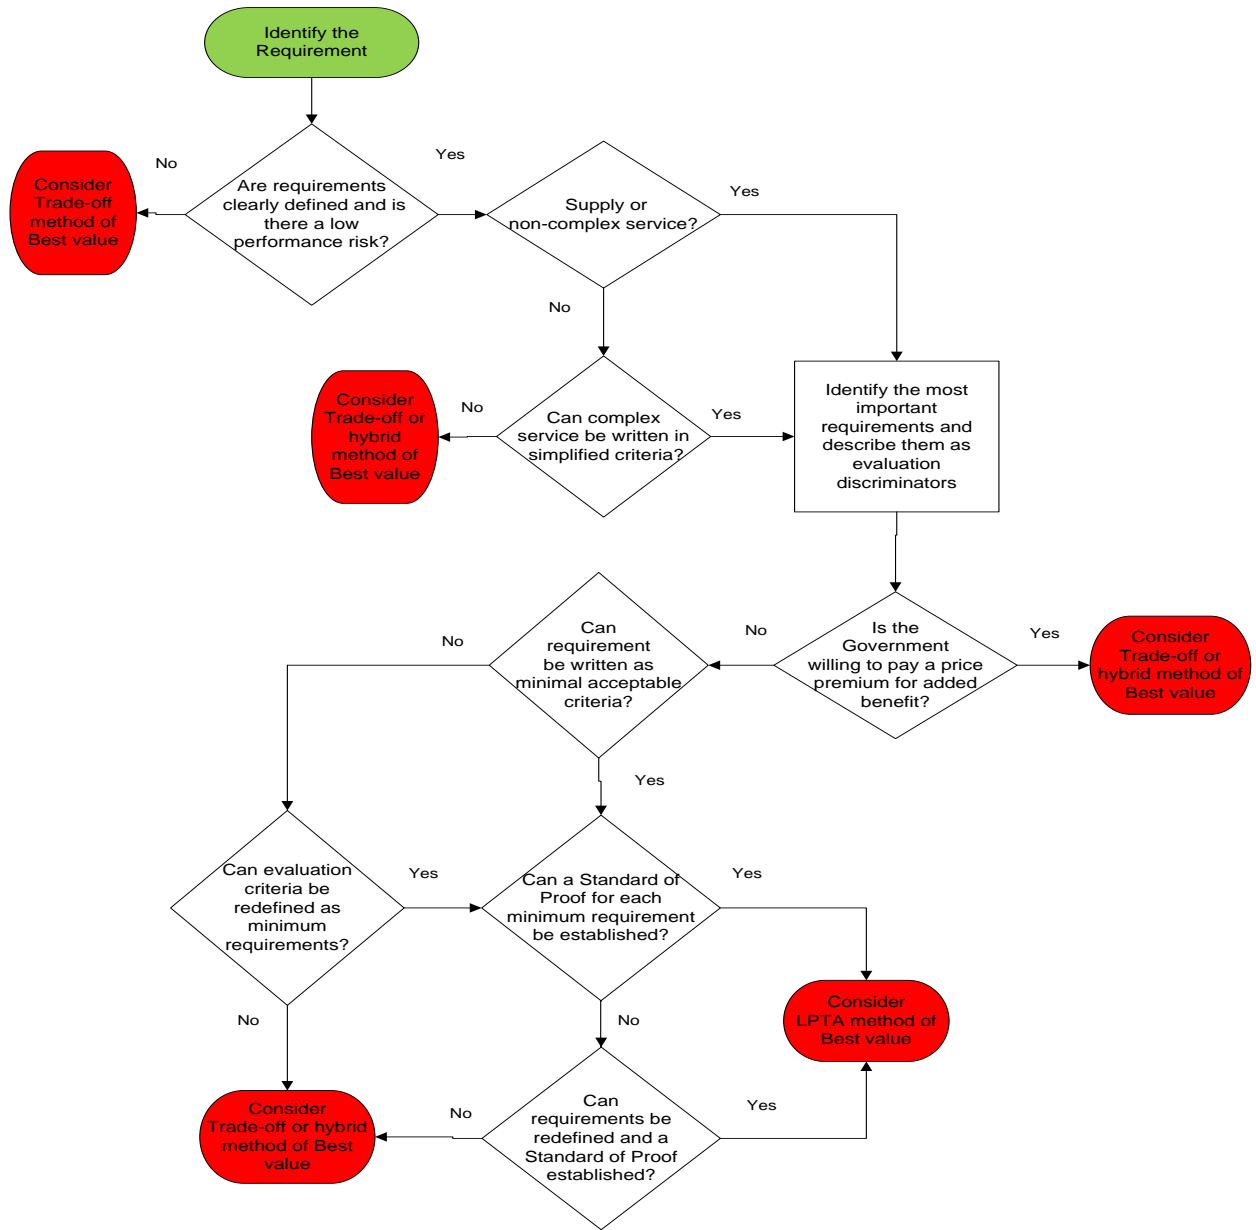 Identify the
Requirement
No
Yes
Consider
Trade-off
method of
Best value
Are requirements
clearly defined and is
there a low
performance risk?
Supply or
non-complex service?
Yes
No
Consider
Trade-off or
hybrid
method of
Best value
No
Can complex
service be written in
simplified criteria?
Yes
Identify the most
important
requirements and
describe them as
evaluation
discriminators
No
Can
requirement
be written as
minimal acceptable
criteria?
No
Is the
Government
willing to pay a price
premium for added
benefit?
Yes
Consider
Trade-off or
hybrid method of
Best value
Yes
Can evaluation
criteria be
redefined as
minimum
requirements?
Yes
Can a Standard of
Proof for each
minimum requirement
be established?
Yes
No
No
Consider
LPTA method of
Best value
Consider
Trade-off or hybrid
method of Best
value
No
Can
requirements be
redefined and a
Standard of Proof
established?
Yes